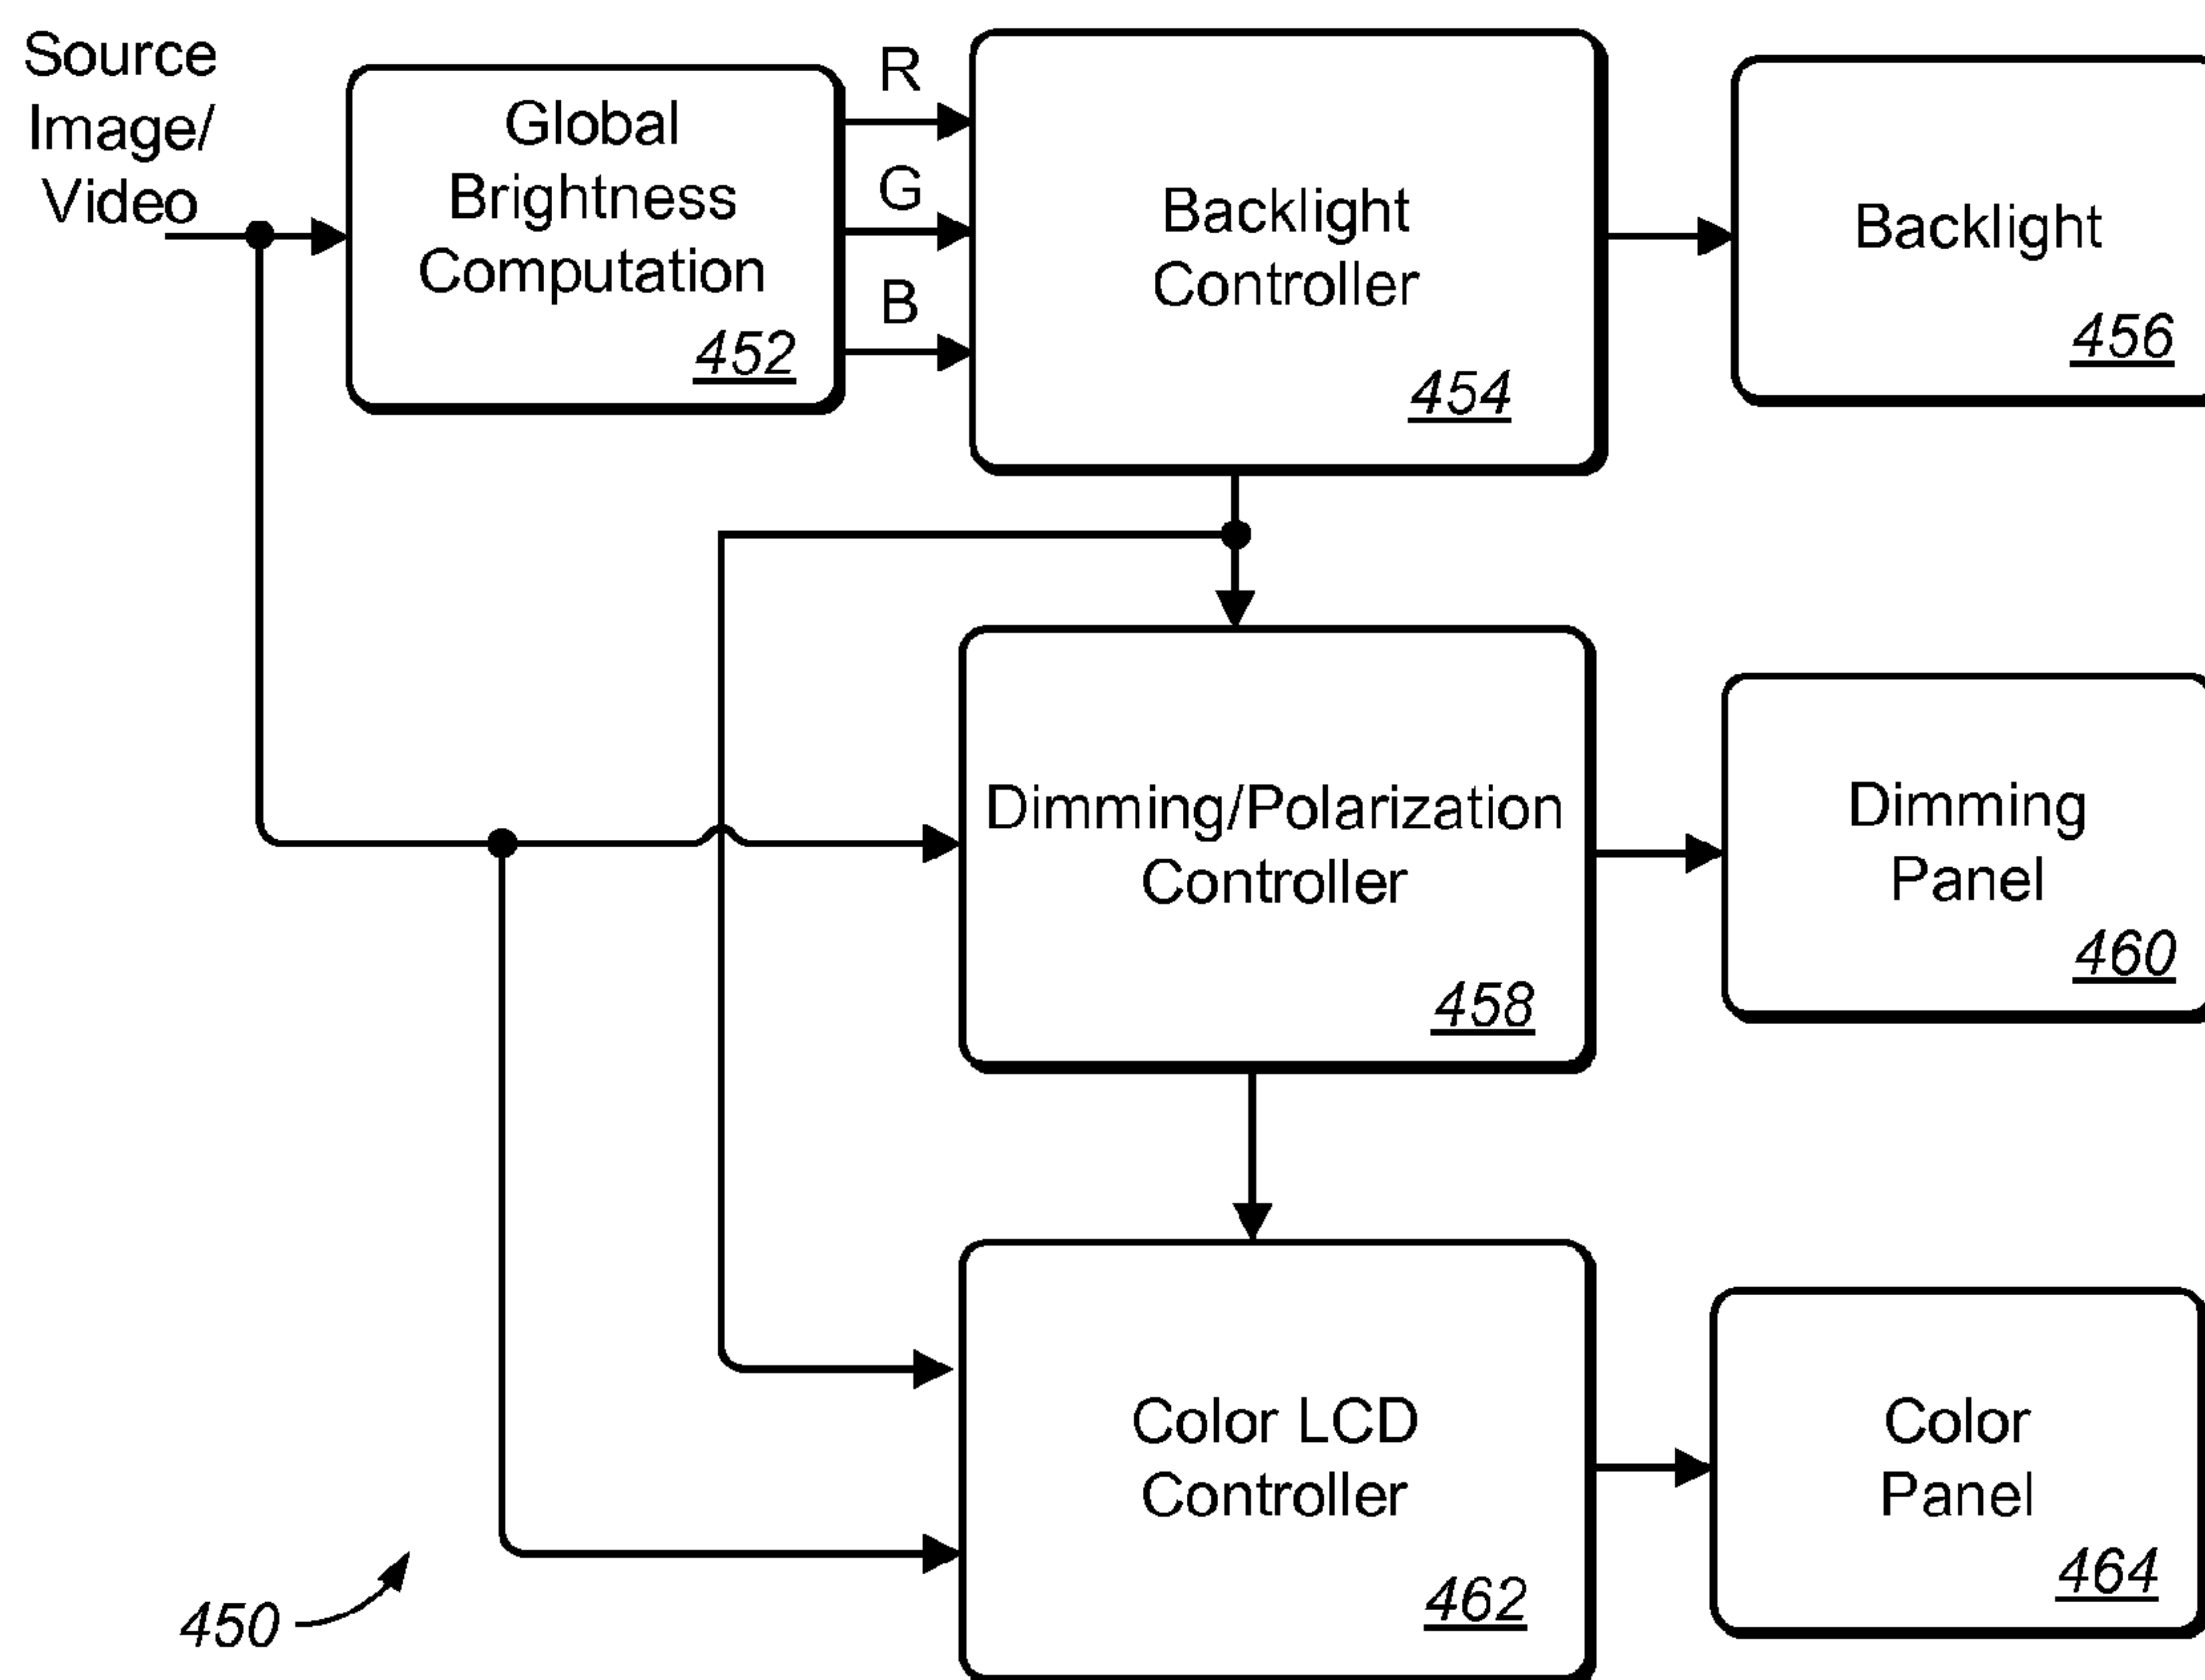 Source
Image/
Video
Global
Brightness
Computation
452
R
G
B
Backlight
Controller
454
Backlight
456
Dimming/Polarization
Controller
458
Dimming
Panel
460
Color LCD
Controller
462
Color
Panel
464
450